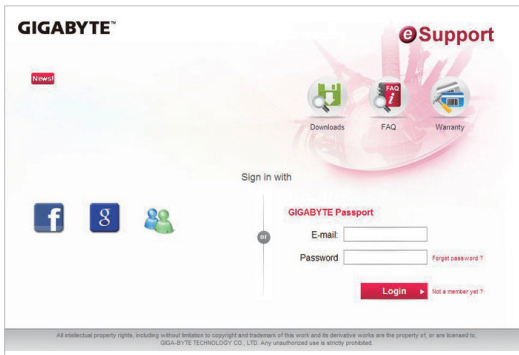 GIGABYTE™
eSupport
News!
FAQ
Downloads
FAQ
Warranty
Sign in with
f
g
or
GIGABYTE Passport
E-mail:
Password
Forget password ?
Login
Not a member yet ?
All intellectual property rights, including without limitation to copyright and trademark of this work and its derivative works are the property of, or are licensed to,
GIGA-BYTE TECHNOLOGY CO., LTD. Any unauthorized use is strictly prohibited.